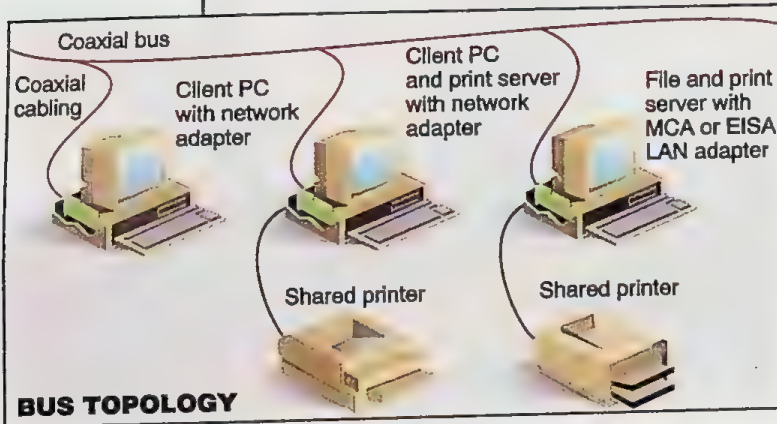 Coaxial bus
Coaxial
cabling
Client PC
with network
adapter
Client PC
and print server
with network
adapter
File and print
server with
MCA or EISA
LAN adapter
Shared printer
Shared printer
BUS TOPOLOGY